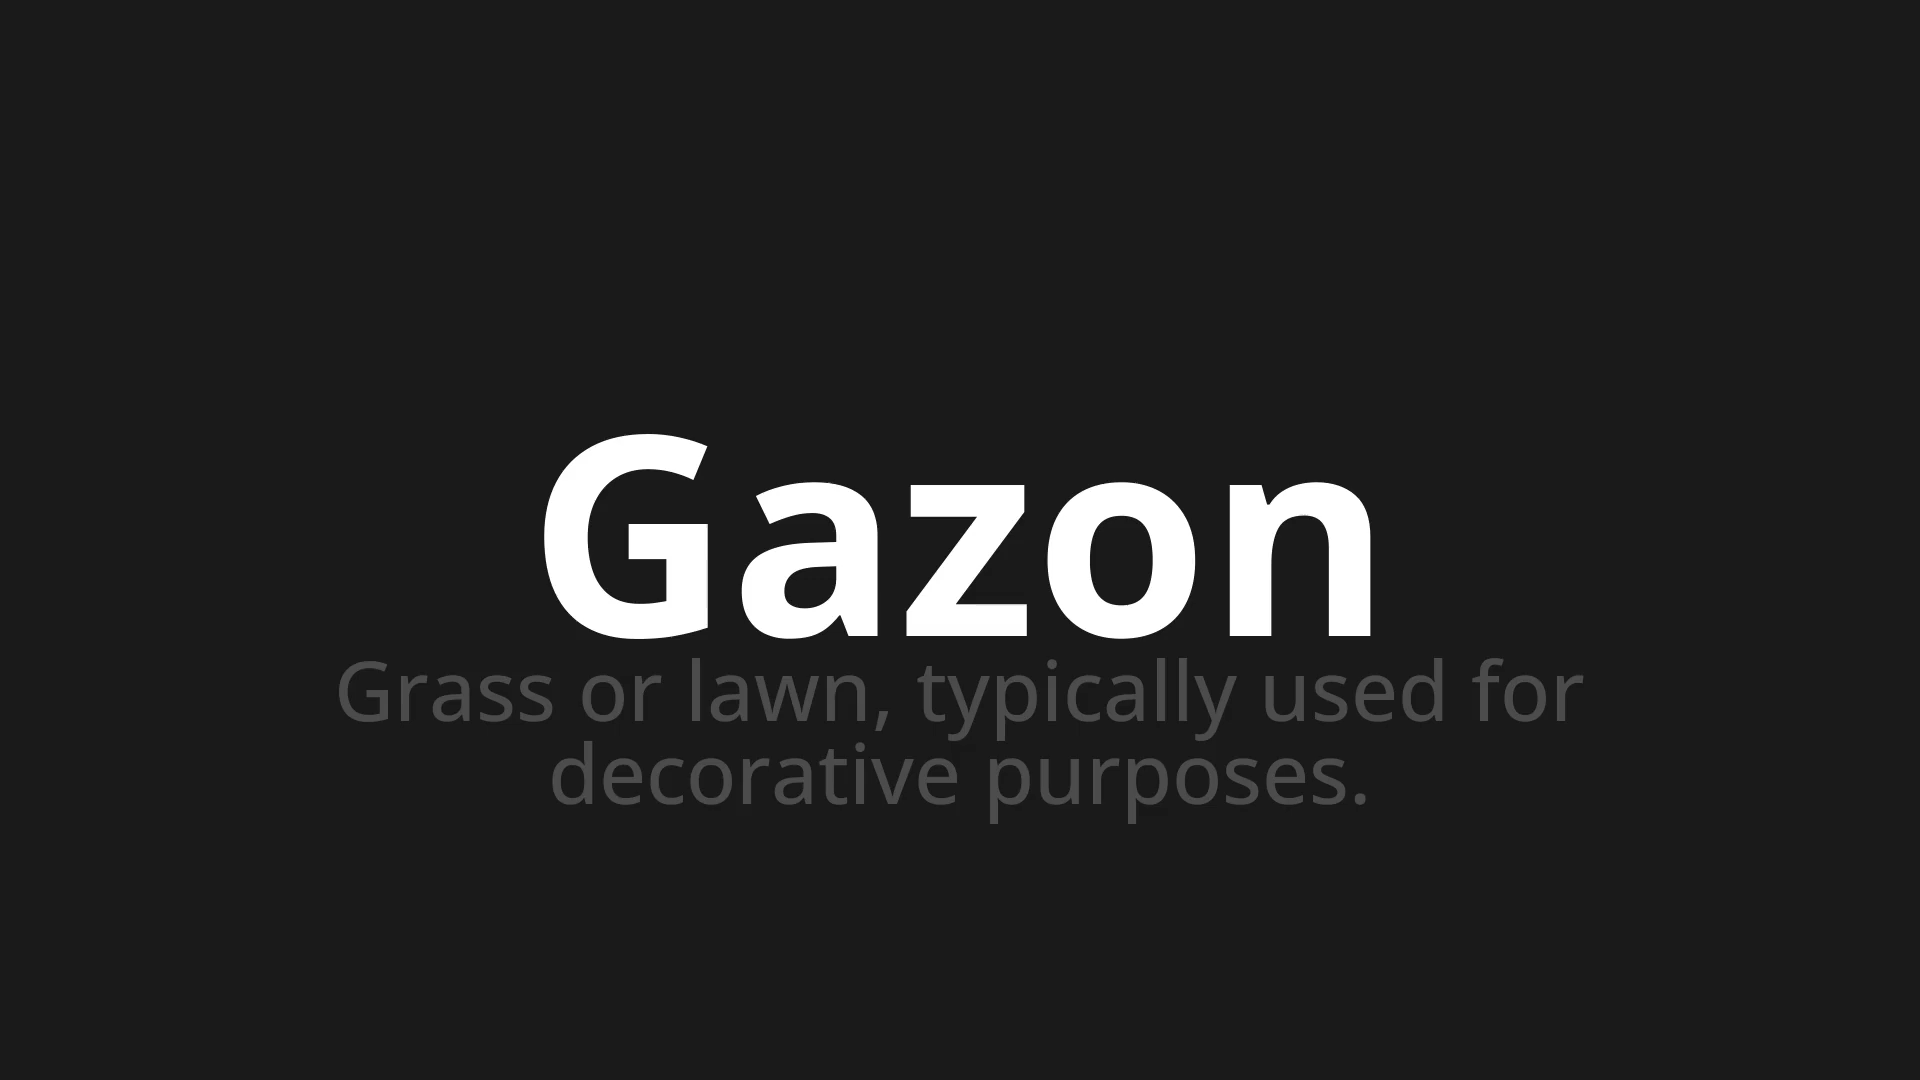 Gazon
Grass or lawn, typically used for
decorative purposes.